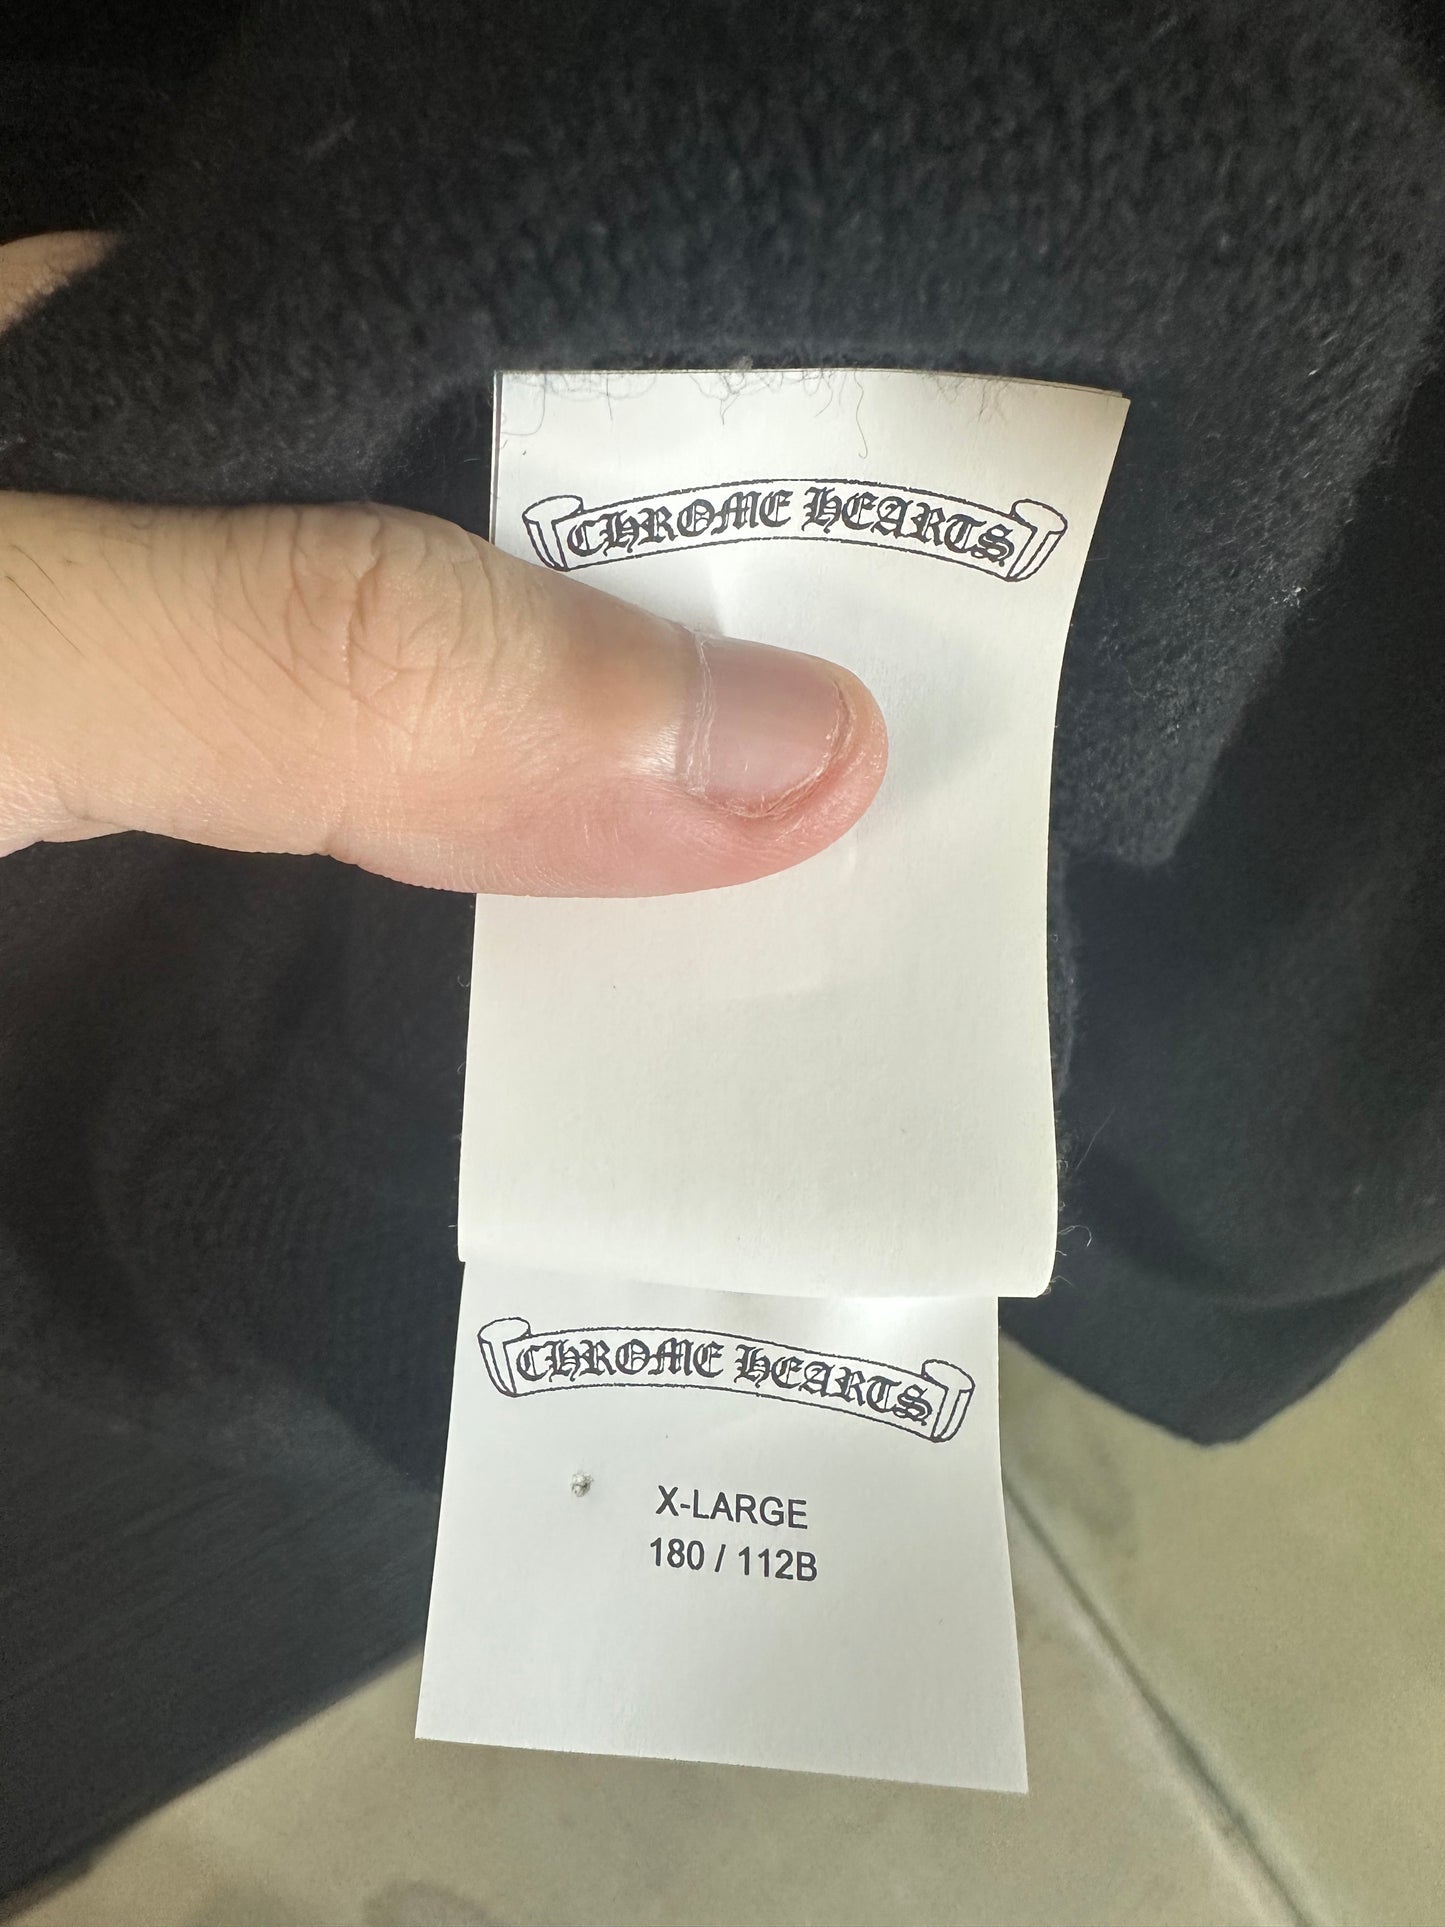 CHROME HEARTS
CHROME HEARTS
X-LARGE
180 / 112B